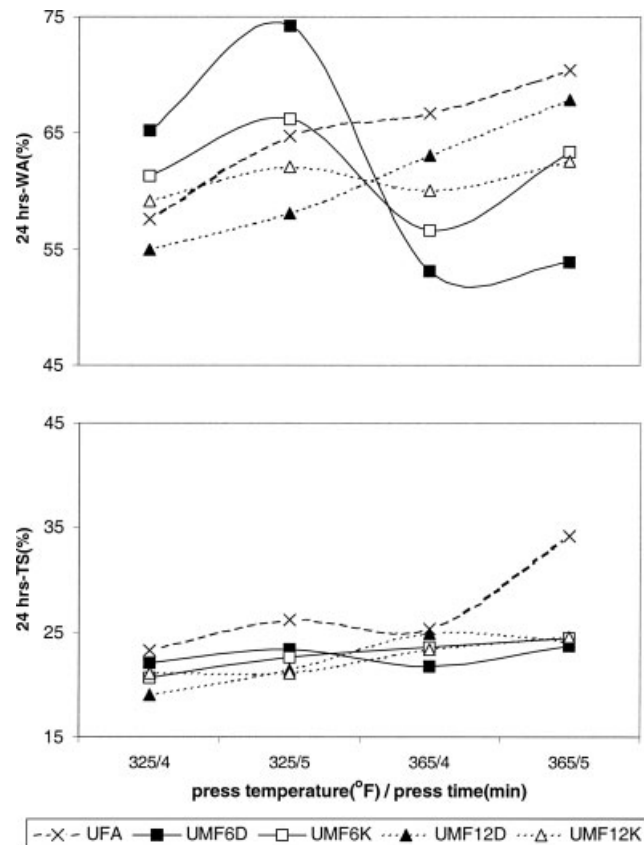 75
65
55
45
24 hrs-WA(%)
45
35
25
15
24 hrs-TS(%)
325/4 325/5 365/4 365/5
press temperature(°F) / press time(min)
UFA UMF6D UMF6K UMF12D UMF12K